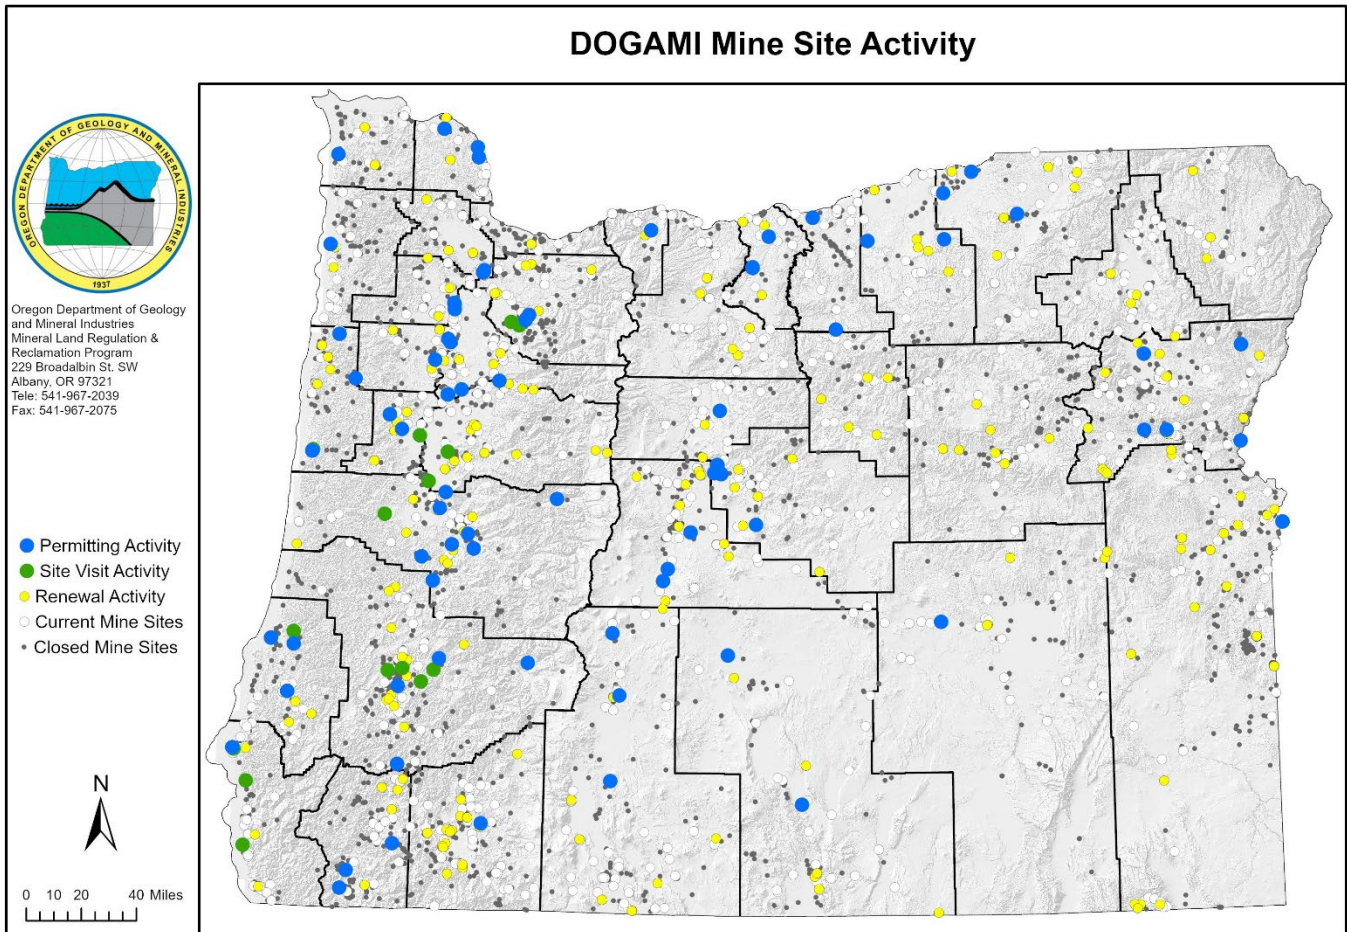 DOGAMI Mine Site Activity
OREGON DEPARTMENT OF GEOLOGY AND MINERAL INDUSTRIES
1937
Oregon Department of Geology
and Mineral Industries
Mineral Land Regulation &
Reclamation Program
229 Broadalbin St. SW
Albany, OR 97321
Tele: 541-967-2039
Fax: 541-967-2075
Permitting Activity
Site Visit Activity
Renewal Activity
Current Mine Sites
Closed Mine Sites
N
0 10 20 40 Miles